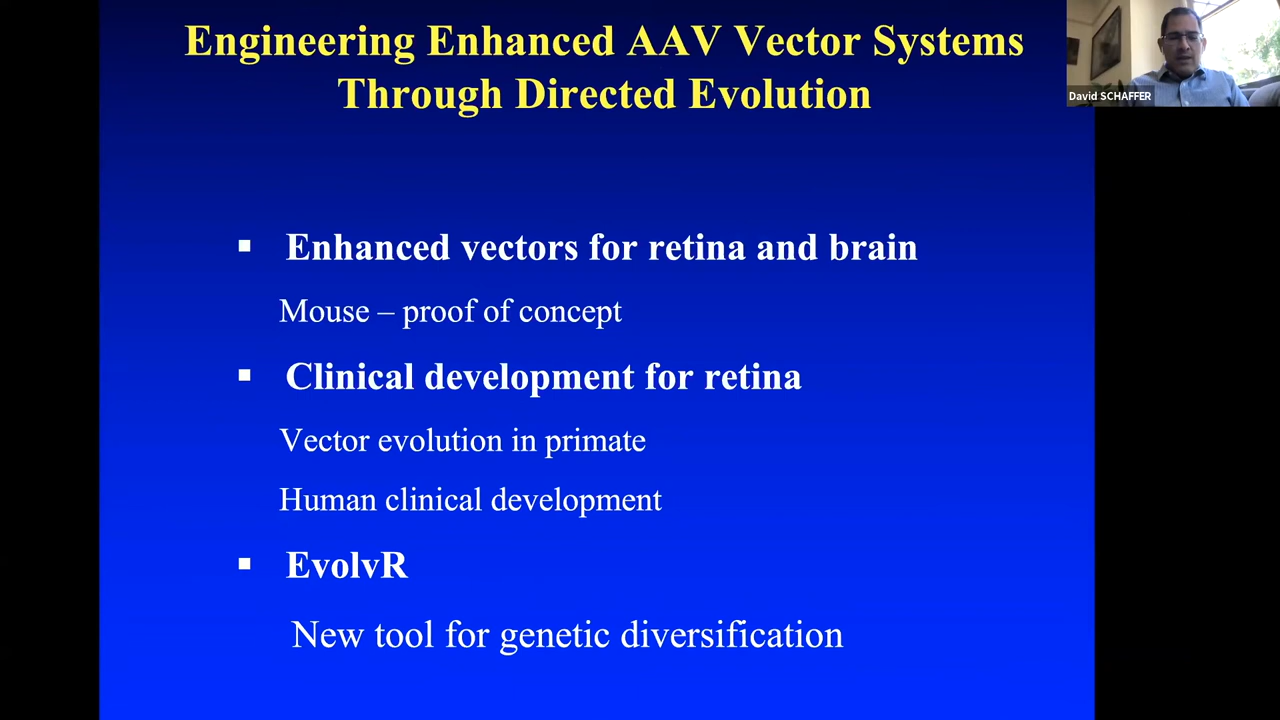 Engineering Enhanced AAV Vector Systems
Through Directed Evolution
David SCHAFFER
▪ Enhanced vectors for retina and brain
Mouse – proof of concept
▪ Clinical development for retina
Vector evolution in primate
Human clinical development
▪ EvolvR
New tool for genetic diversification